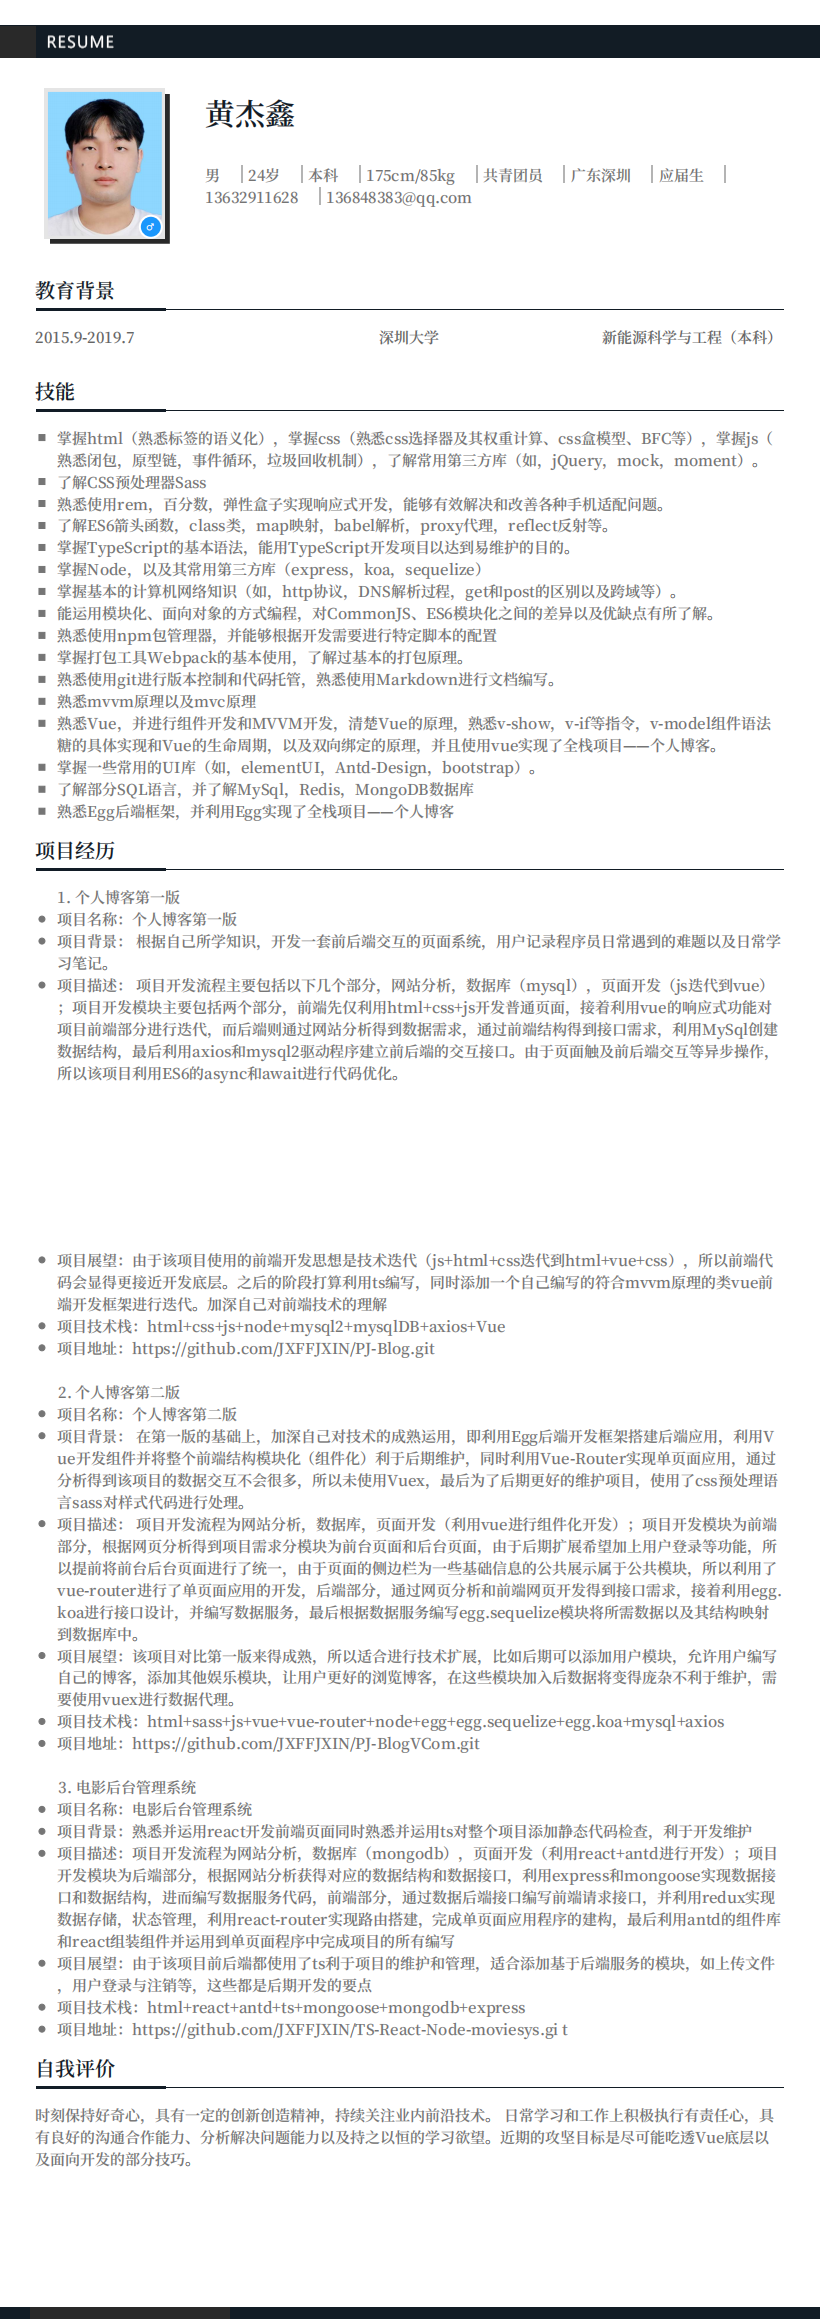 RESUME
黄杰鑫
男 24岁 本科 175cm/85kg 共青团员 广东深圳 应届生
13632911628 136848383@qq.com
教育背景
2015.9-2019.7 深圳大学 新能源科学与工程（本科）
技能
掌握html（熟悉标签的语义化），掌握css（熟悉css选择器及其权重计算、css盒模型、BFC等），掌握js（
熟悉闭包，原型链，事件循环，垃圾回收机制），了解常用第三方库（如，jQuery，mock，moment）。
了解CSS预处理器Sass
熟悉使用rem，百分数，弹性盒子实现响应式开发，能够有效解决和改善各种手机适配问题。
了解ES6箭头函数，class类，map映射，babel解析，proxy代理，reflect反射等。
掌握TypeScript的基本语法，能用TypeScript开发项目以达到易维护的目的。
掌握Node，以及其常用第三方库（express，koa，sequelize）
掌握基本的计算机网络知识（如，http协议，DNS解析过程，get和post的区别以及跨域等）。
能运用模块化、面向对象的方式编程，对CommonJS、ES6模块化之间的差异以及优缺点有所了解。
熟悉使用npm包管理器，并能够根据开发需要进行特定脚本的配置
掌握打包工具Webpack的基本使用，了解过基本的打包原理。
熟悉使用git进行版本控制和代码托管，熟悉使用Markdown进行文档编写。
熟悉mvvm原理以及mvc原理
熟悉Vue，并进行组件开发和MVVM开发，清楚Vue的原理，熟悉v-show，v-if等指令，v-model组件语法
糖的具体实现和Vue的生命周期，以及双向绑定的原理，并且使用vue实现了全栈项目——个人博客。
掌握一些常用的UI库（如，elementUI，Antd-Design，bootstrap）。
了解部分SQL语言，并了解MySql，Redis，MongoDB数据库
熟悉Egg后端框架，并利用Egg实现了全栈项目——个人博客
项目经历
1. 个人博客第一版
项目名称：个人博客第一版
项目背景： 根据自己所学知识，开发一套前后端交互的页面系统，用户记录程序员日常遇到的难题以及日常学
习笔记。
项目描述： 项目开发流程主要包括以下几个部分，网站分析，数据库（mysql），页面开发（js迭代到vue）
；项目开发模块主要包括两个部分，前端先仅利用html+css+js开发普通页面，接着利用vue的响应式功能对
项目前端部分进行迭代，而后端则通过网站分析得到数据需求，通过前端结构得到接口需求，利用MySql创建
数据结构，最后利用axios和mysql2驱动程序建立前后端的交互接口。由于页面触及前后端交互等异步操作，
所以该项目利用ES6的async和await进行代码优化。
项目展望：由于该项目使用的前端开发思想是技术迭代（js+html+css迭代到html+vue+css），所以前端代
码会显得更接近开发底层。之后的阶段打算利用ts编写，同时添加一个自己编写的符合mvvm原理的类vue前
端开发框架进行迭代。加深自己对前端技术的理解
项目技术栈：html+css+js+node+mysql2+mysqlDB+axios+Vue
项目地址：https://github.com/JXFFJXIN/PJ-Blog.git
2. 个人博客第二版
项目名称：个人博客第二版
项目背景： 在第一版的基础上，加深自己对技术的成熟运用，即利用Egg后端开发框架搭建后端应用，利用V
ue开发组件并将整个前端结构模块化（组件化）利于后期维护，同时利用Vue-Router实现单页面应用，通过
分析得到该项目的数据交互不会很多，所以未使用Vuex，最后为了后期更好的维护项目，使用了css预处理语
言sass对样式代码进行处理。
项目描述： 项目开发流程为网站分析，数据库，页面开发（利用vue进行组件化开发）；项目开发模块为前端
部分，根据网页分析得到项目需求分模块为前台页面和后台页面，由于后期扩展希望加上用户登录等功能，所
以提前将前台后台页面进行了统一，由于页面的侧边栏为一些基础信息的公共展示属于公共模块，所以利用了
vue-router进行了单页面应用的开发，后端部分，通过网页分析和前端网页开发得到接口需求，接着利用egg.
koa进行接口设计，并编写数据服务，最后根据数据服务编写egg.sequelize模块将所需数据以及其结构映射
到数据库中。
项目展望：该项目对比第一版来得成熟，所以适合进行技术扩展，比如后期可以添加用户模块，允许用户编写
自己的博客，添加其他娱乐模块，让用户更好的浏览博客，在这些模块加入后数据将变得庞杂不利于维护，需
要使用vuex进行数据代理。
项目技术栈：html+sass+js+vue+vue-router+node+egg+egg.sequelize+egg.koa+mysql+axios
项目地址：https://github.com/JXFFJXIN/PJ-BlogVCom.git
3. 电影后台管理系统
项目名称：电影后台管理系统
项目背景：熟悉并运用react开发前端页面同时熟悉并运用ts对整个项目添加静态代码检查，利于开发维护
项目描述：项目开发流程为网站分析，数据库（mongodb），页面开发（利用react+antd进行开发）；项目
开发模块为后端部分，根据网站分析获得对应的数据结构和数据接口，利用express和mongoose实现数据接
口和数据结构，进而编写数据服务代码，前端部分，通过数据后端接口编写前端请求接口，并利用redux实现
数据存储，状态管理，利用react-router实现路由搭建，完成单页面应用程序的建构，最后利用antd的组件库
和react组装组件并运用到单页面程序中完成项目的所有编写
项目展望：由于该项目前后端都使用了ts利于项目的维护和管理，适合添加基于后端服务的模块，如上传文件
，用户登录与注销等，这些都是后期开发的要点
项目技术栈：html+react+antd+ts+mongoose+mongodb+express
项目地址：https://github.com/JXFFJXIN/TS-React-Node-moviesys.gi t
自我评价
时刻保持好奇心，具有一定的创新创造精神，持续关注业内前沿技术。 日常学习和工作上积极执行有责任心，具
有良好的沟通合作能力、分析解决问题能力以及持之以恒的学习欲望。近期的攻坚目标是尽可能吃透Vue底层以
及面向开发的部分技巧。